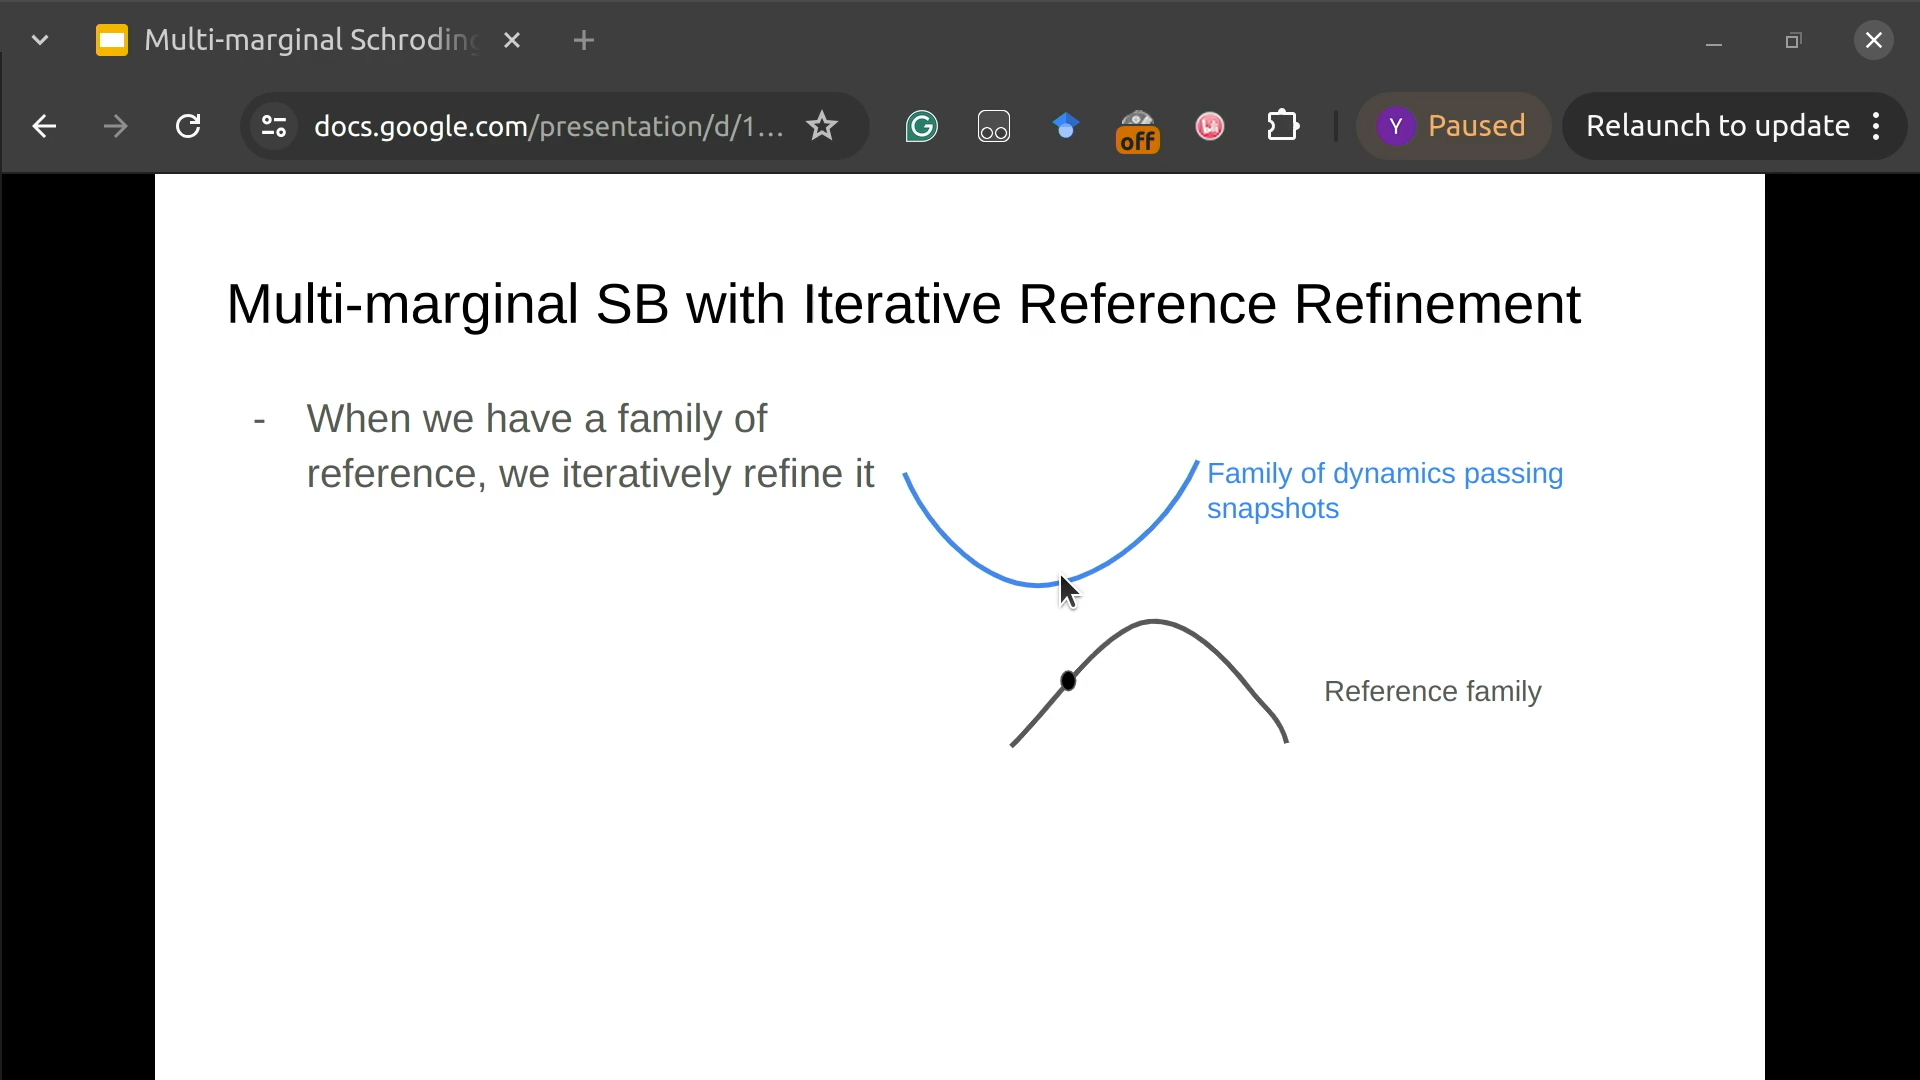 Multi-marginal Schroding
docs.google.com/presentation/d/1...
off
Y
Paused
Relaunch to update
Multi-marginal SB with Iterative Reference Refinement
- When we have a family of
reference, we iteratively refine it
Family of dynamics passing
snapshots
Reference family